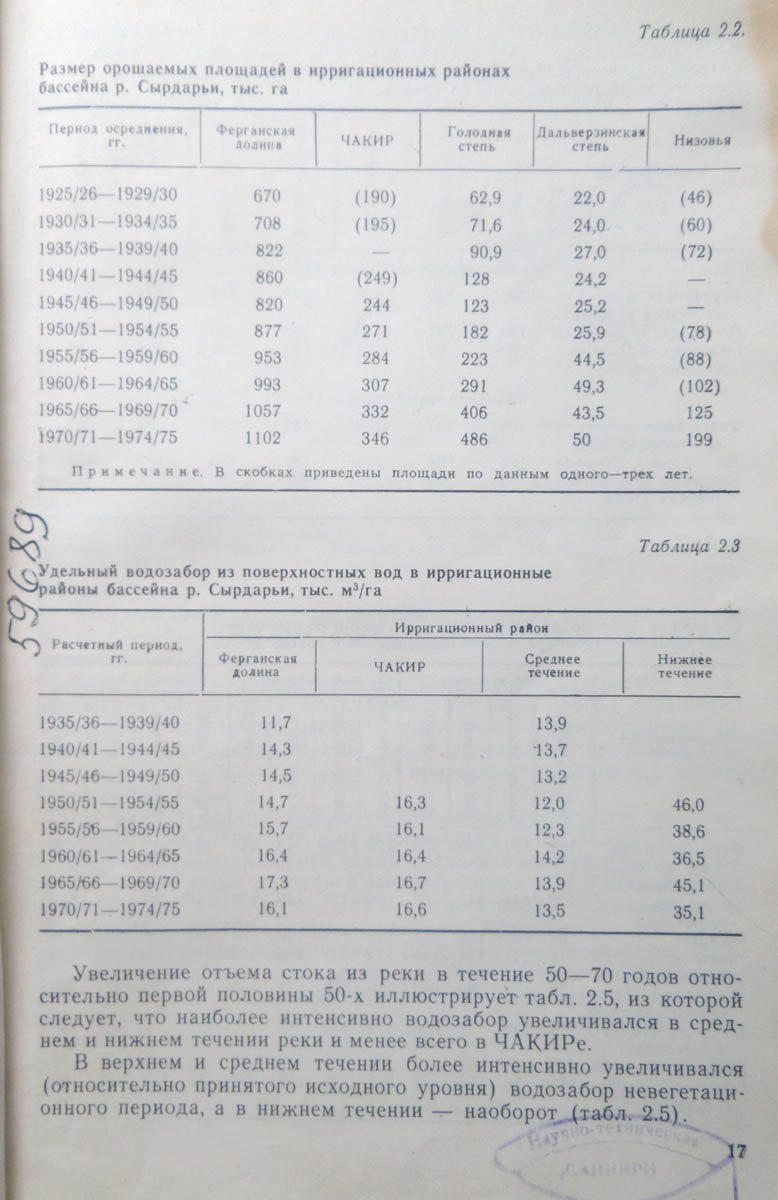 Таблица 2.2.
Размер орошаемых площадей в ирригационных районах
бассейна р. Сырдарьи, тыс. га
Период осреднения, гг. Ферганская долина ЧАКИР Голодная степь Дальверзинская степь Низовья
1925/26—1929/30 670 (190) 62,9 22,0 (46)
1930/31—1934/35 708 (195) 71,6 24,0 (60)
1935/36—1939/40 822 — 90,9 27,0 (72)
1940/41—1944/45 860 (249) 128 24,2 —
1945/46—1949/50 820 244 123 25,2 —
1950/51—1954/55 877 271 182 25,9 (78)
1955/56—1959/60 953 284 223 44,5 (88)
1960/61—1964/65 993 307 291 49,3 (102)
1965/66—1969/70 1057 332 406 43,5 125
1970/71—1974/75 1102 346 486 50 199
Примечание. В скобках приведены площади по данным одного—трех лет.
59689
Таблица 2.3
Удельный водозабор из поверхностных вод в ирригационные
районы бассейна р. Сырдарьи, тыс. м³/га
Расчетный период, гг. Ирригационный район
Ферганская долина ЧАКИР Среднее течение Нижнее течение
1935/36—1939/40 11,7 13,9
1940/41—1944/45 14,3 13,7
1945/46—1949/50 14,5 13,2
1950/51—1954/55 14,7 16,3 12,0 46,0
1955/56—1959/60 15,7 16,1 12,3 38,6
1960/61—1964/65 16,4 16,4 14,2 36,5
1965/66—1969/70 17,3 16,7 13,9 45,1
1970/71—1974/75 16,1 16,6 13,5 35,1
Увеличение отъема стока из реки в течение 50—70 годов отно-
сительно первой половины 50-х иллюстрирует табл. 2.5, из которой
следует, что наиболее интенсивно водозабор увеличивался в сред-
нем и нижнем течении реки и менее всего в ЧАКИРе.
В верхнем и среднем течении более интенсивно увеличивался
(относительно принятого исходного уровня) водозабор невегетаци-
онного периода, а в нижнем течении — наоборот (табл. 2.5).
Научно-техническая
САНИИРИ
17